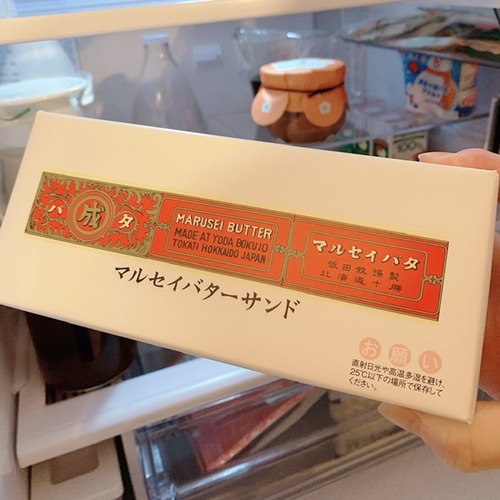 バ 成 タ
MARUSEI BUTTER
MADE AT YODA BOKUJO
TOKATI HOKKAIDO JAPAN
マルセイバタ
依田牧場製
北海道十勝
マルセイバターサンド
お願い
直射日光や高温多湿を避け、
25℃以下の場所で保存して
ください。
100%